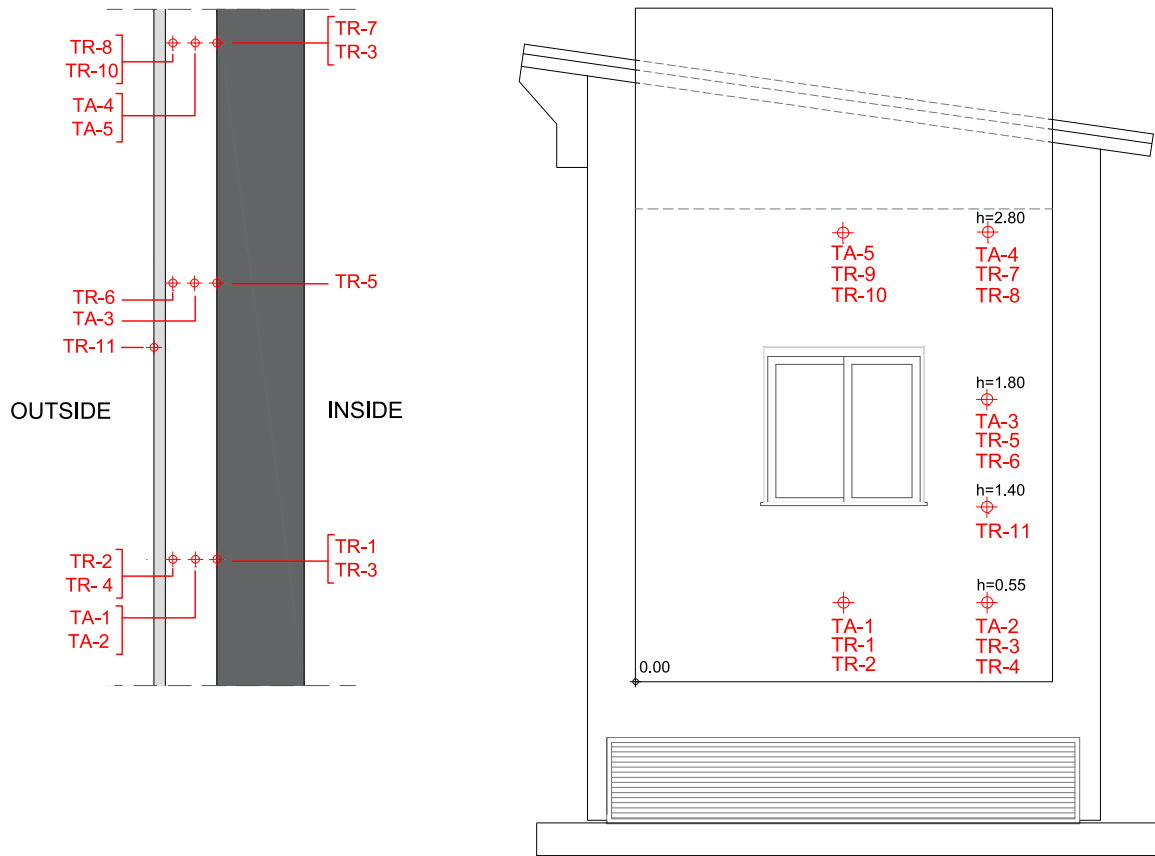 TR-8
TR-10
TA-4
TA-5
TR-7
TR-3
TR-6
TA-3
TR-5
TR-11
OUTSIDE
INSIDE
TR-2
TR- 4
TA-1
TA-2
TR-1
TR-3
h=2.80
TA-5
TR-9
TR-10
TA-4
TR-7
TR-8
h=1.80
TA-3
TR-5
TR-6
h=1.40
TR-11
h=0.55
TA-1
TR-1
TR-2
TA-2
TR-3
TR-4
0.00